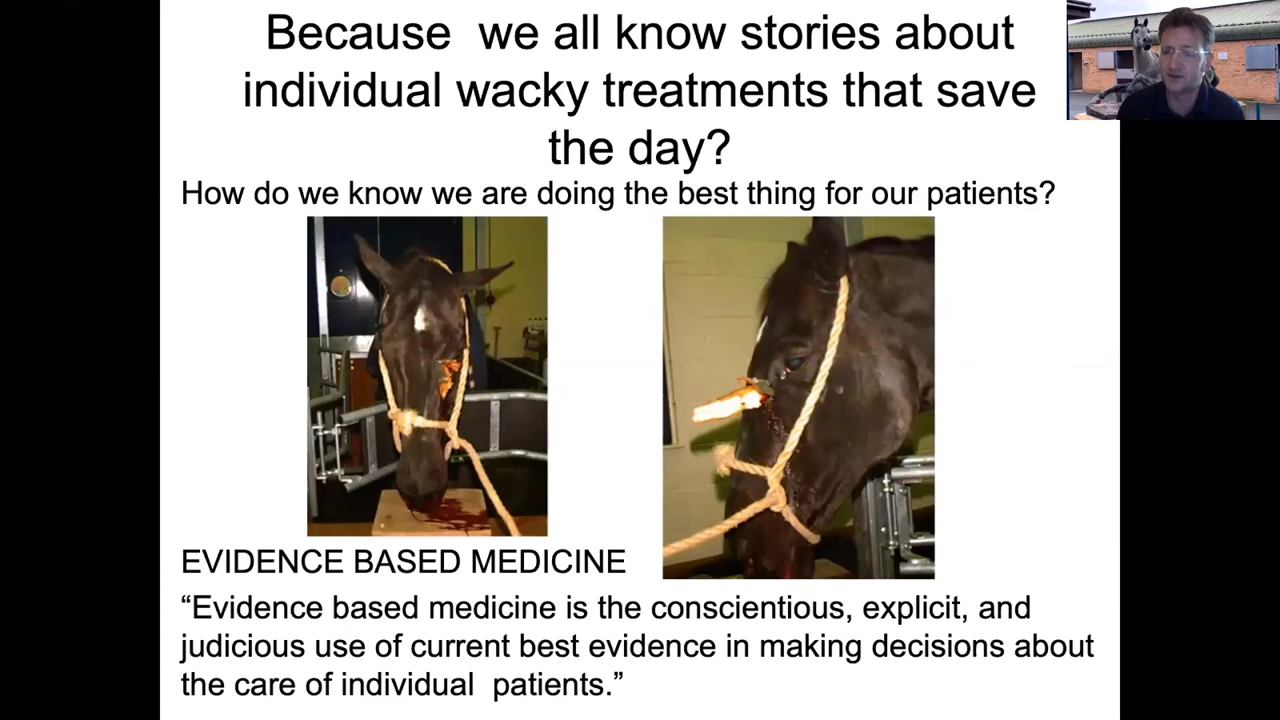 Because  we all know stories about
individual wacky treatments that save
the day?
How do we know we are doing the best thing for our patients?
EVIDENCE BASED MEDICINE
“Evidence based medicine is the conscientious, explicit, and
judicious use of current best evidence in making decisions about
the care of individual  patients.”